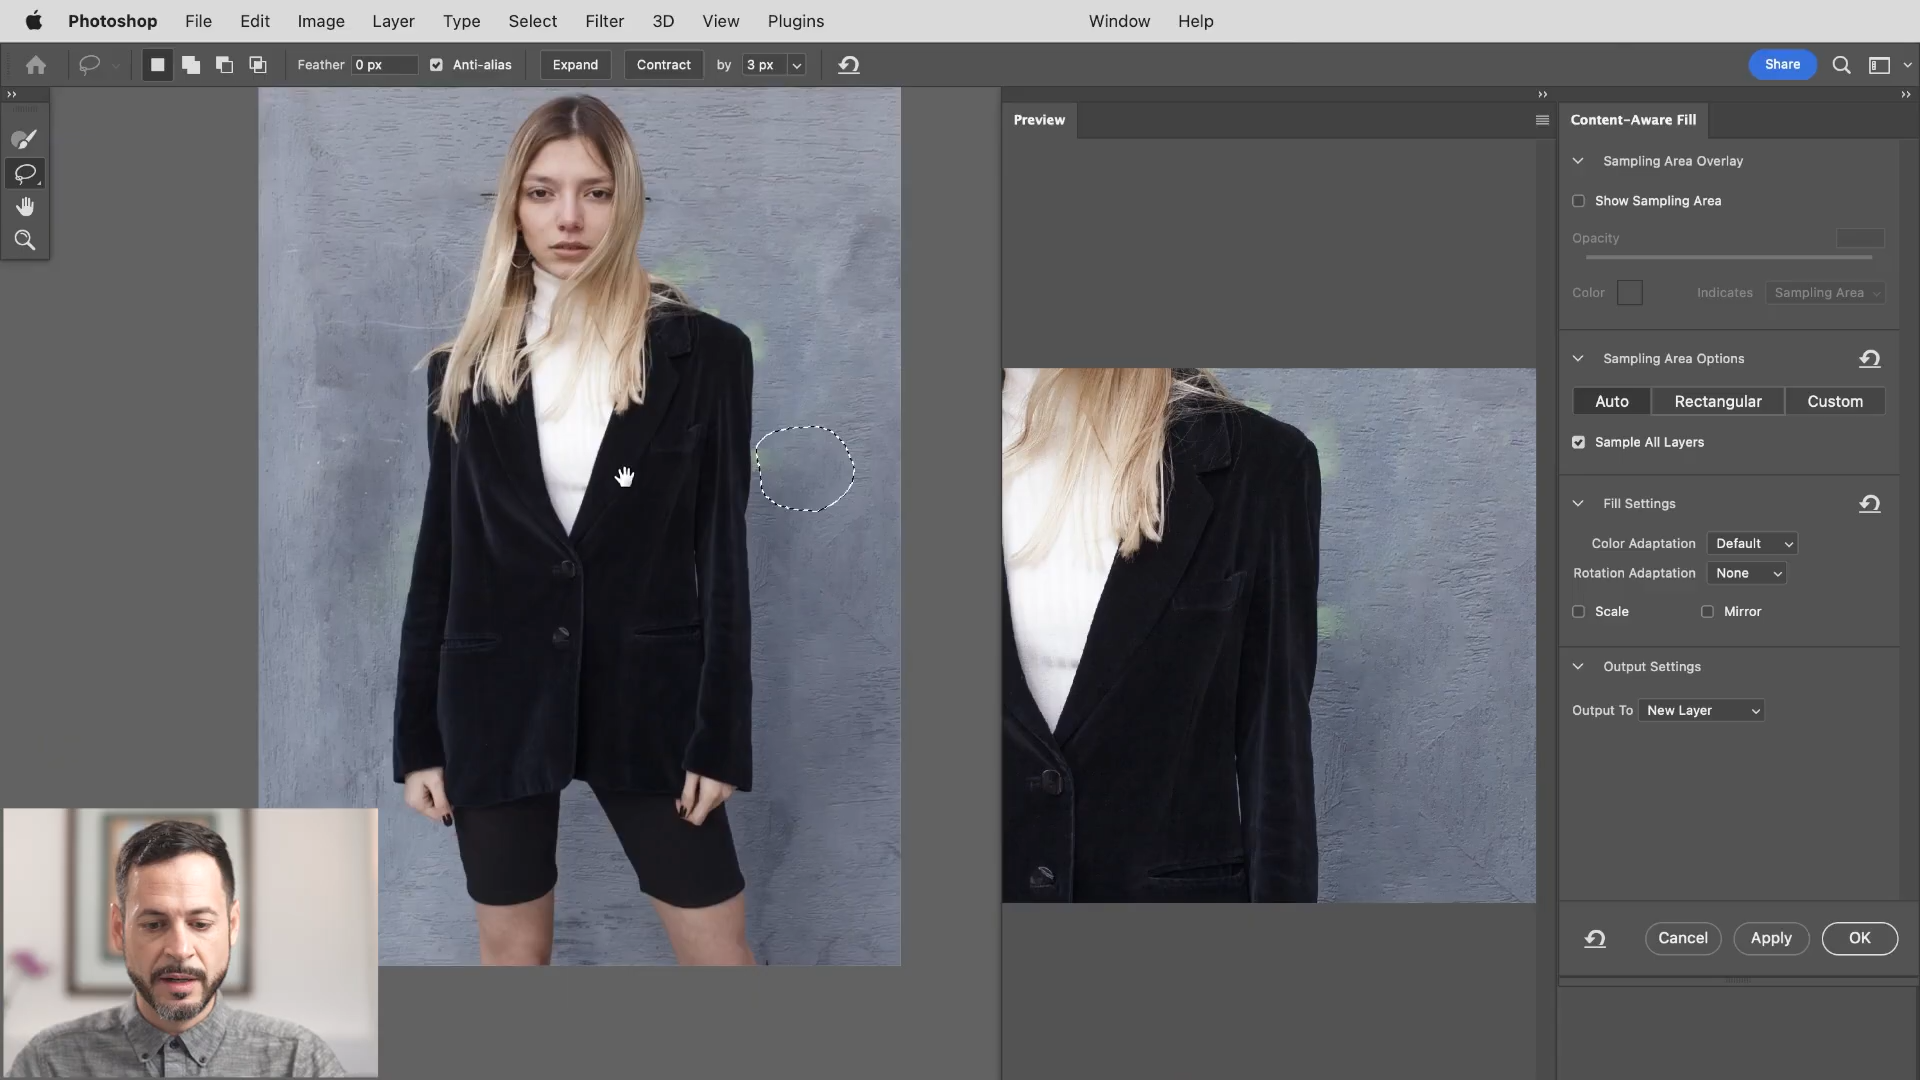 Photoshop File Edit Image Layer Type Select Filter 3D View Plugins Window Help
Feather 0 px Anti-alias Expand Contract by 3 px Share
Preview
Content-Aware Fill
Sampling Area Overlay
Show Sampling Area
Opacity
Color Indicates Sampling Area
Sampling Area Options
Auto Rectangular Custom
Sample All Layers
Fill Settings
Color Adaptation Default
Rotation Adaptation None
Scale Mirror
Output Settings
Output To New Layer
Cancel Apply OK